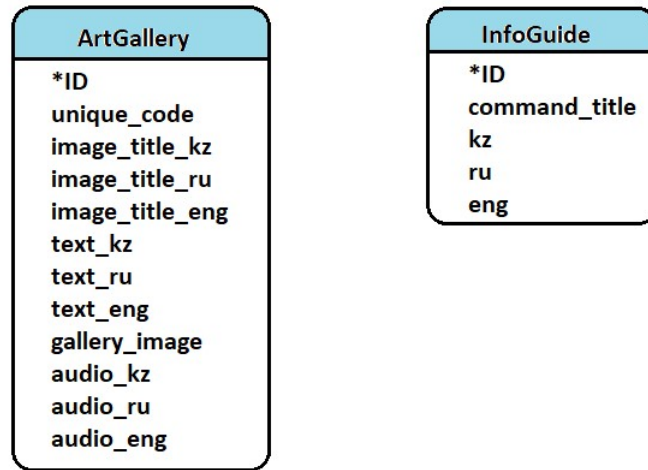 ArtGallery
*ID
unique_code
image_title_kz
image_title_ru
image_title_eng
text_kz
text_ru
text_eng
gallery_image
audio_kz
audio_ru
audio_eng
InfoGuide
*ID
command_title
kz
ru
eng